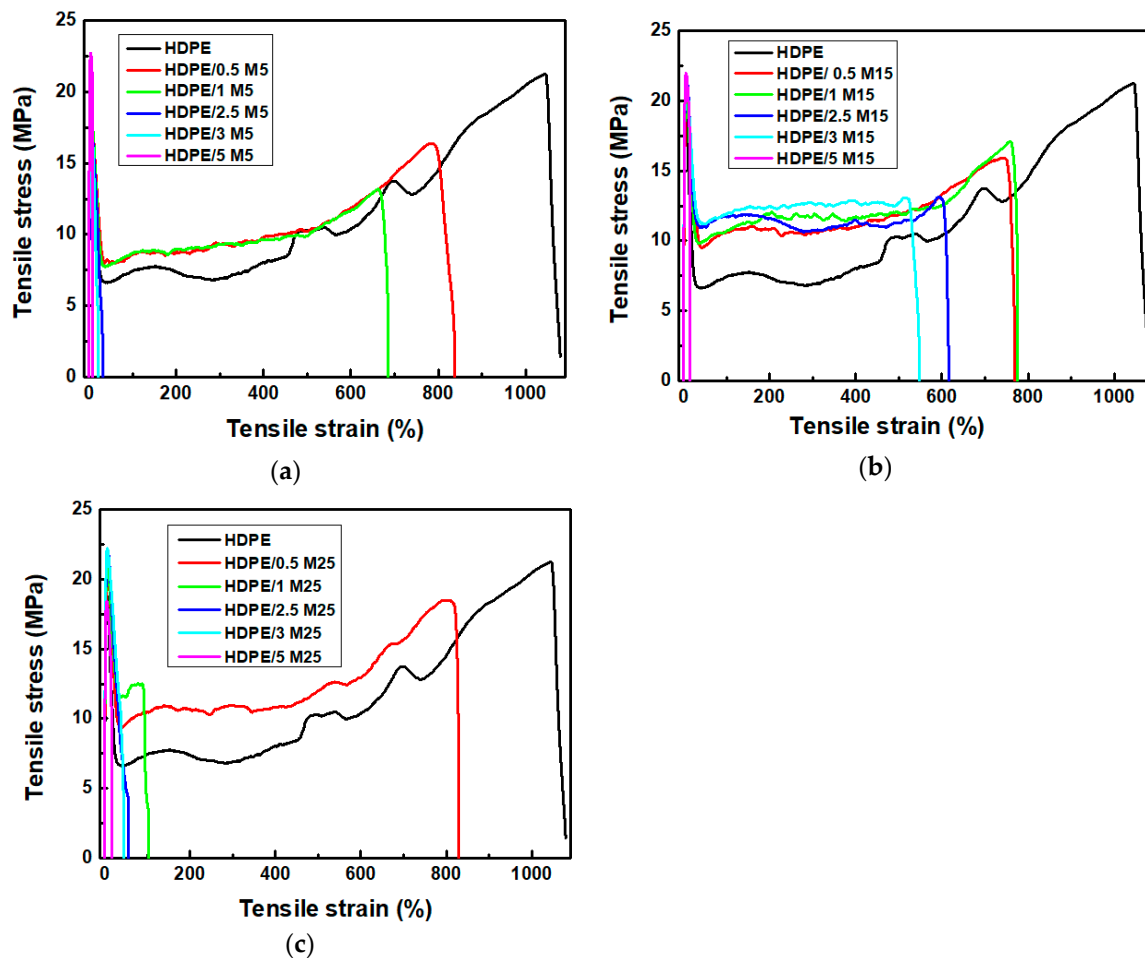 25
20
15
10
5
0
Tensile stress (MPa)
HDPE
HDPE/0.5 M5
HDPE/1 M5
HDPE/2.5 M5
HDPE/3 M5
HDPE/5 M5
0 200 400 600 800 1000
Tensile strain (%)
(a)
25
20
15
10
5
0
Tensile stress (MPa)
HDPE
HDPE/ 0.5 M15
HDPE/1 M15
HDPE/2.5 M15
HDPE/3 M15
HDPE/5 M15
0 200 400 600 800 1000
Tensile strain (%)
(b)
25
20
15
10
5
0
Tensile stress (MPa)
HDPE
HDPE/0.5 M25
HDPE/1 M25
HDPE/2.5 M25
HDPE/3 M25
HDPE/5 M25
0 200 400 600 800 1000
Tensile strain (%)
(c)